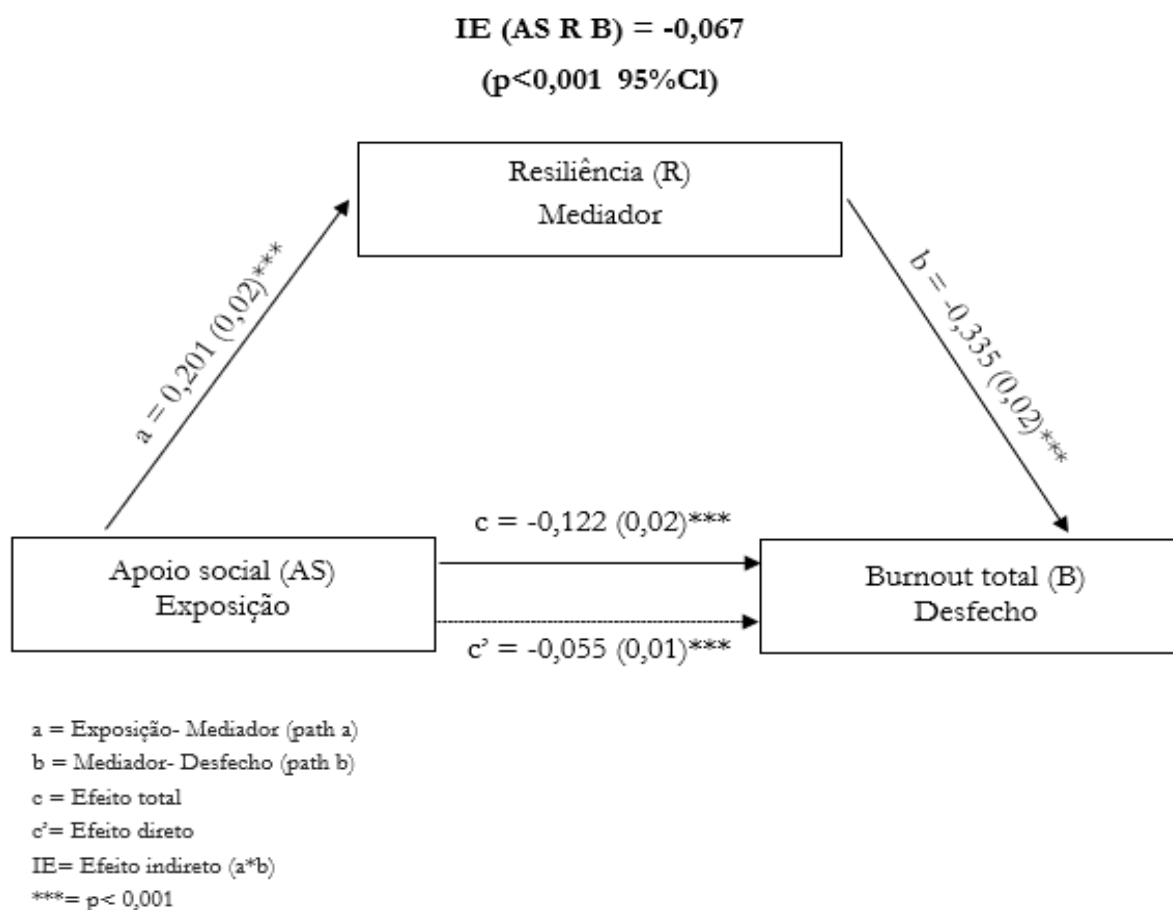 IE (AS R B) = -0,067
(p<0,001 95%Cl)
Resiliência (R)
Mediador
a = 0,201 (0,02)***
b = -0,335 (0,02)***
c = -0,122 (0,02)***
Apoio social (AS)
Exposição
Burnout total (B)
Desfecho
c’ = -0,055 (0,01)***
a = Exposição- Mediador (path a)
b = Mediador- Desfecho (path b)
c = Efeito total
c’= Efeito direto
IE= Efeito indireto (a*b)
***= p< 0,001